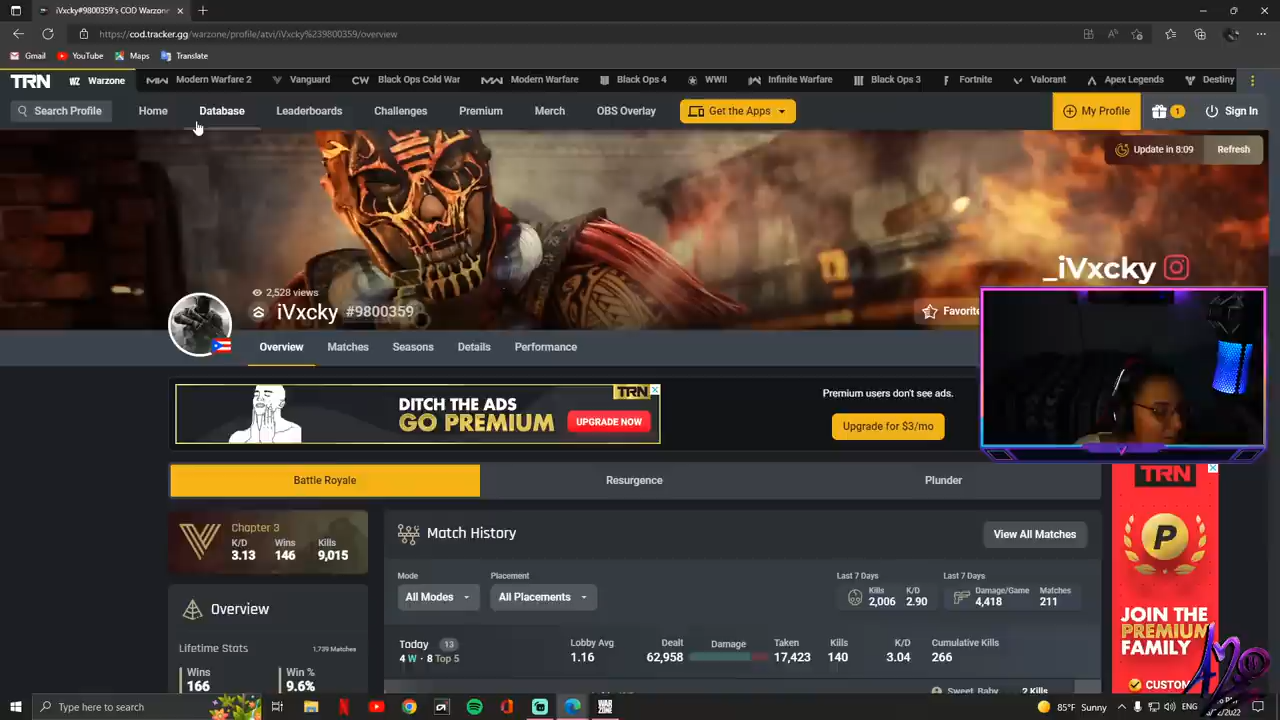 iVxcky#9800359's COD Warzone
https://cod.tracker.gg/warzone/profile/atvi/iVxcky%239800359/overview
Gmail YouTube Maps Translate
TRN WZ Warzone Modern Warfare 2 Vanguard CW Black Ops Cold War Modern Warfare Black Ops 4 WWII Infinite Warfare Black Ops 3 Fortnite Valorant Apex Legends Destiny
Search Profile Home Database Leaderboards Challenges Premium Merch OBS Overlay Get the Apps My Profile 1 Sign In
Update in 8:09 Refresh
_iVxcky
2,528 views
iVxcky #9800359
Favorite
Overview Matches Seasons Details Performance
TRN
DITCH THE ADS
GO PREMIUM
UPGRADE NOW
Premium users don't see ads.
Upgrade for $3/mo
Battle Royale Resurgence Plunder
TRN
P
JOIN THE
PREMIUM
FAMILY
Chapter 3
K/D Wins Kills
3.13 146 9,015
Match History
View All Matches
Mode Placement
All Modes All Placements
Last 7 Days Last 7 Days
Kills K/D Damage/Game Matches
2,006 2.90 4,418 211
Overview
Lifetime Stats 1,739 Matches
Wins Win %
166 9.6%
Today 13
4 W · 8 Top 5
Lobby Avg Dealt Damage Taken Kills K/D Cumulative Kills
1.16 62,958 17,423 140 3.04 266
Sweet_Baby 2 Kills
Type here to search
WAR
ZONE
85°F Sunny
ENG